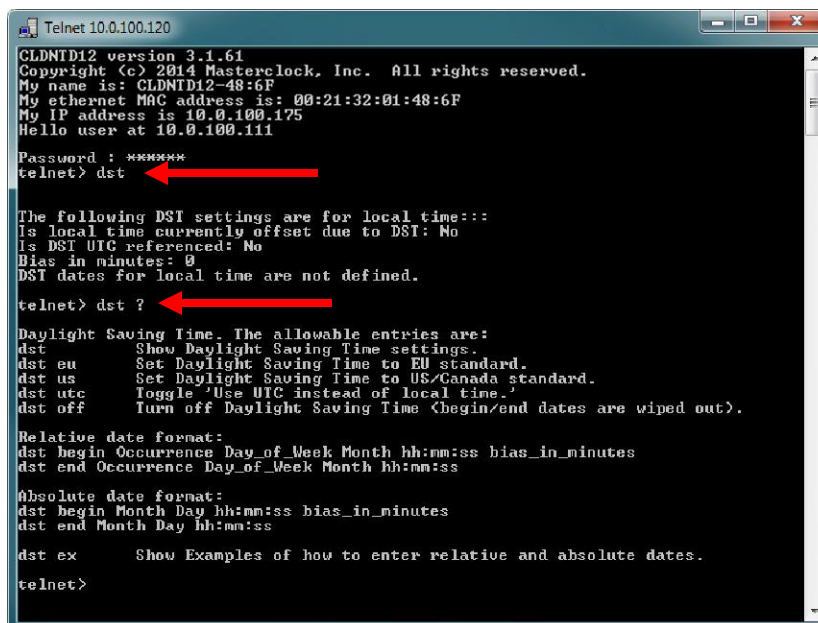 Telnet 10.0.100.120
CLDNTD12 version 3.1.61
Copyright (c) 2014 Masterclock, Inc.  All rights reserved.
My name is: CLDNTD12-48:6F
My ethernet MAC address is: 00:21:32:01:48:6F
My IP address is 10.0.100.175
Hello user at 10.0.100.111
Password : ******
telnet> dst
The following DST settings are for local time:::
Is local time currently offset due to DST: No
Is DST UTC referenced: No
Bias in minutes: 0
DST dates for local time are not defined.
telnet> dst ?
Daylight Saving Time. The allowable entries are:
dst          Show Daylight Saving Time settings.
dst eu       Set Daylight Saving Time to EU standard.
dst us       Set Daylight Saving Time to US/Canada standard.
dst utc      Toggle 'Use UTC instead of local time.'
dst off      Turn off Daylight Saving Time (begin/end dates are wiped out).
Relative date format:
dst begin Occurrence Day_of_Week Month hh:mm:ss bias_in_minutes
dst end Occurrence Day_of_Week Month hh:mm:ss
Absolute date format:
dst begin Month Day hh:mm:ss bias_in_minutes
dst end Month Day hh:mm:ss
dst ex       Show Examples of how to enter relative and absolute dates.
telnet>